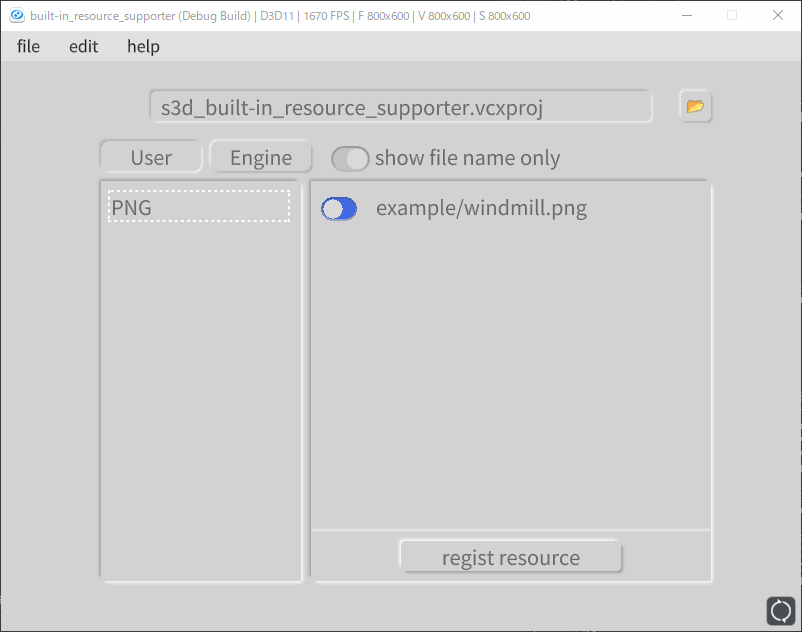 built-in_resource_supporter (Debug Build) | D3D11 | 1670 FPS | F 800x600 | V 800x600 | S 800x600
file edit help
s3d_built-in_resource_supporter.vcxproj
User Engine show file name only
PNG example/windmill.png
regist resource